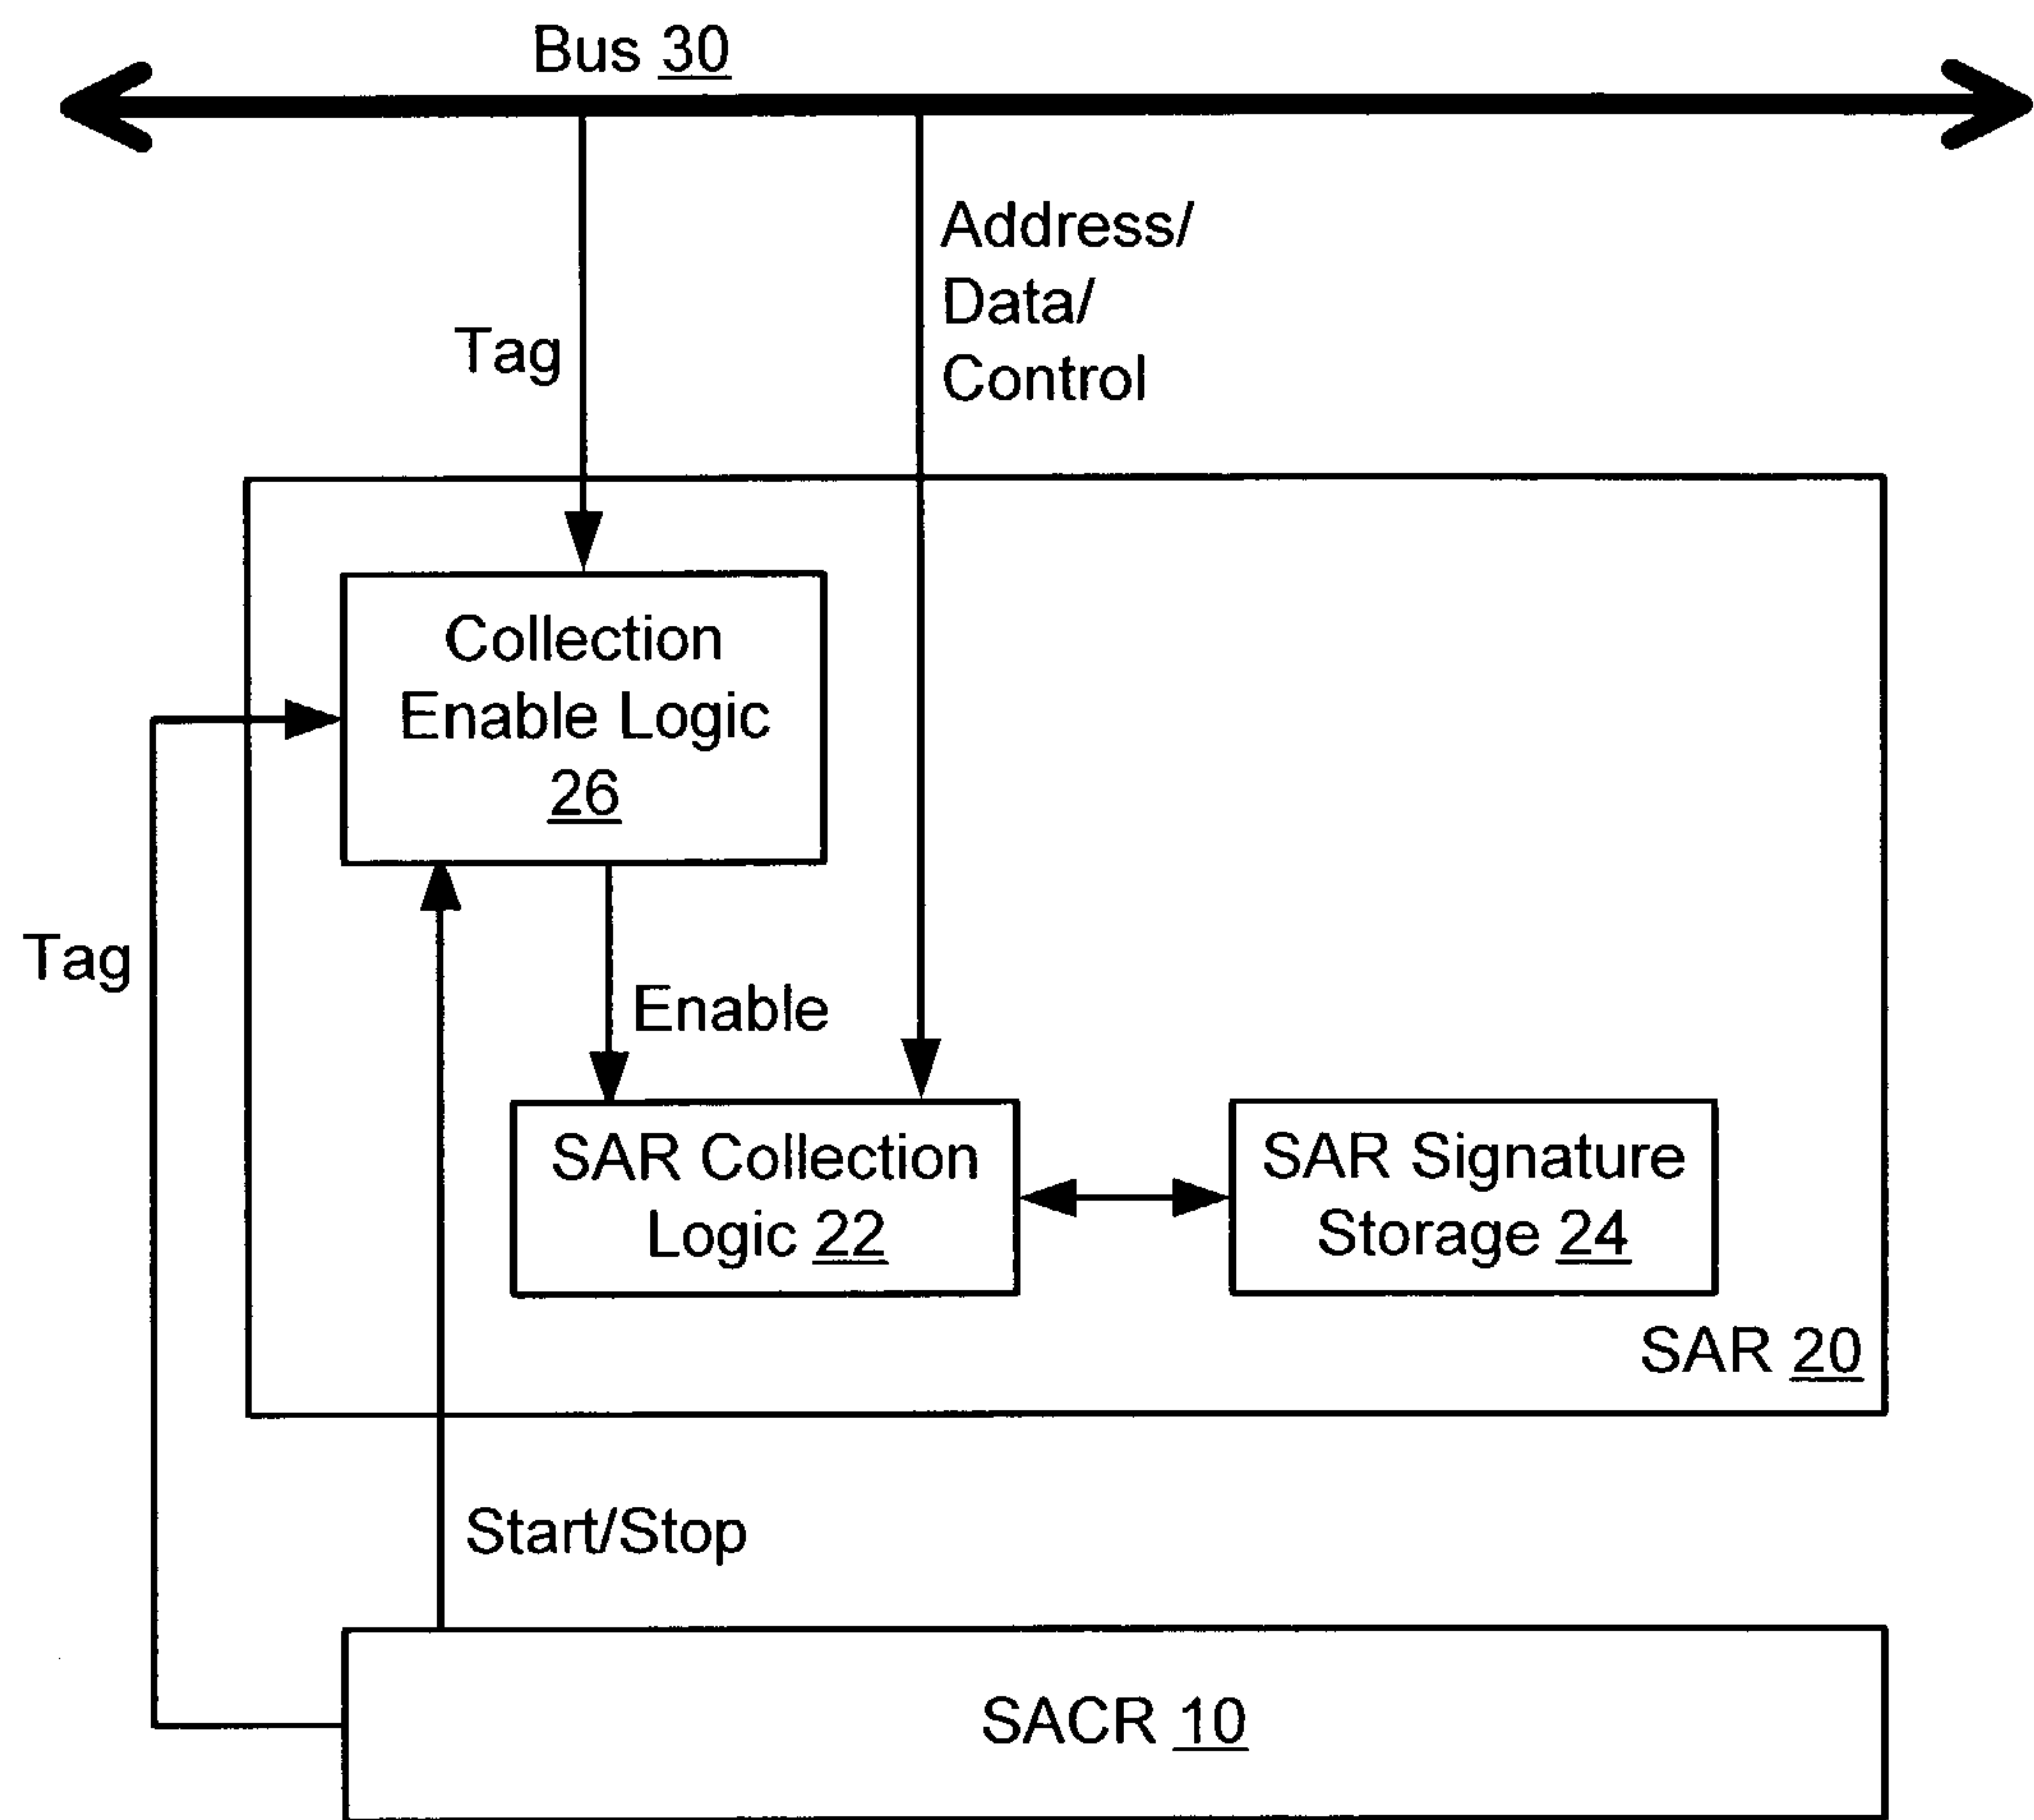 Bus 30
Address/
Data/
Control
Tag
Collection
Enable Logic
26
Tag
Enable
SAR Collection
Logic 22
SAR Signature
Storage 24
SAR 20
Start/Stop
SACR 10